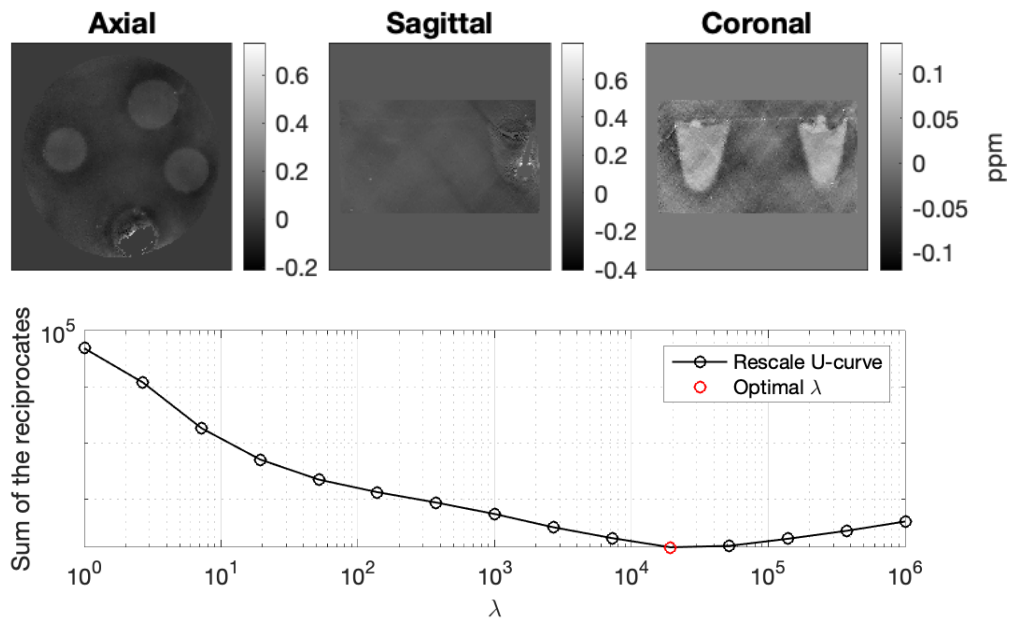 Axial
Sagittal
Coronal
0.6
0.4
0.2
0
-0.2
0.6
0.4
0.2
0
-0.2
-0.4
0.1
0.05
0
-0.05
-0.1
ppm
Sum of the reciprocates
10^5
Rescale U-curve
Optimal λ
10^0 10^1 10^2 10^3 10^4 10^5 10^6
λ